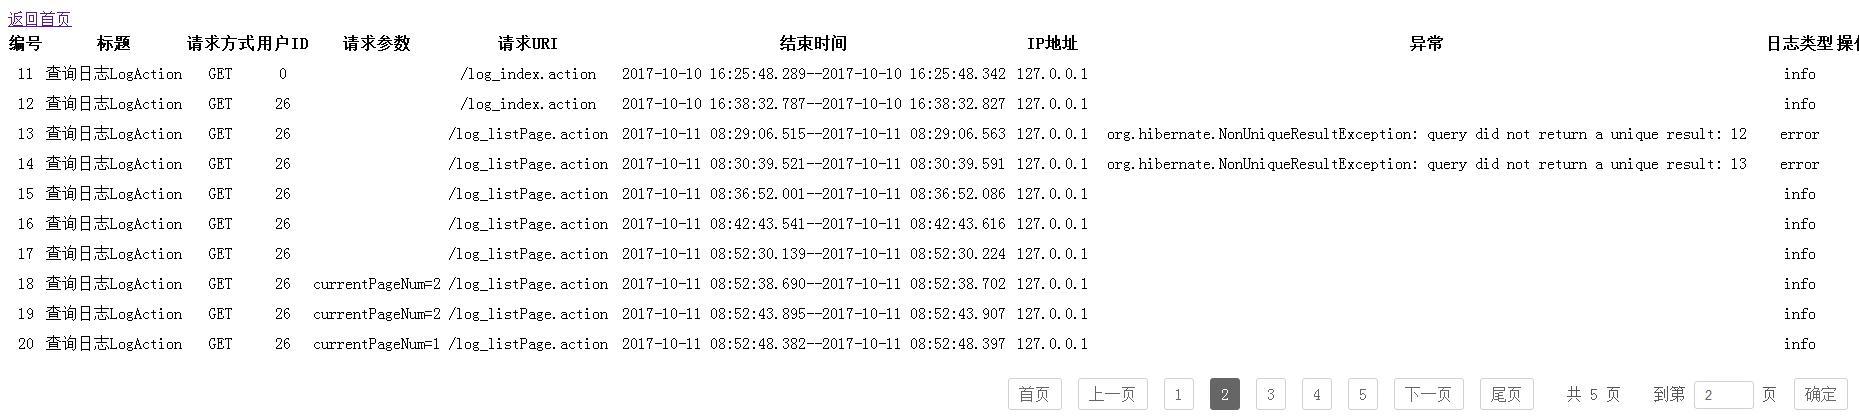 返回首页
编号 标题 请求方式 用户ID 请求参数 请求URI 结束时间 IP地址 异常 日志类型 操
11 查询日志LogAction GET 0 /log_index.action 2017-10-10 16:25:48.289--2017-10-10 16:25:48.342 127.0.0.1 info
12 查询日志LogAction GET 26 /log_index.action 2017-10-10 16:38:32.787--2017-10-10 16:38:32.827 127.0.0.1 info
13 查询日志LogAction GET 26 /log_listPage.action 2017-10-11 08:29:06.515--2017-10-11 08:29:06.563 127.0.0.1 org.hibernate.NonUniqueResultException: query did not return a unique result: 12 error
14 查询日志LogAction GET 26 /log_listPage.action 2017-10-11 08:30:39.521--2017-10-11 08:30:39.591 127.0.0.1 org.hibernate.NonUniqueResultException: query did not return a unique result: 13 error
15 查询日志LogAction GET 26 /log_listPage.action 2017-10-11 08:36:52.001--2017-10-11 08:36:52.086 127.0.0.1 info
16 查询日志LogAction GET 26 /log_listPage.action 2017-10-11 08:42:43.541--2017-10-11 08:42:43.616 127.0.0.1 info
17 查询日志LogAction GET 26 /log_listPage.action 2017-10-11 08:52:30.139--2017-10-11 08:52:30.224 127.0.0.1 info
18 查询日志LogAction GET 26 currentPageNum=2 /log_listPage.action 2017-10-11 08:52:38.690--2017-10-11 08:52:38.702 127.0.0.1 info
19 查询日志LogAction GET 26 currentPageNum=2 /log_listPage.action 2017-10-11 08:52:43.895--2017-10-11 08:52:43.907 127.0.0.1 info
20 查询日志LogAction GET 26 currentPageNum=1 /log_listPage.action 2017-10-11 08:52:48.382--2017-10-11 08:52:48.397 127.0.0.1 info
首页 上一页 1 2 3 4 5 下一页 尾页 共 5 页 到第 2 页 确定